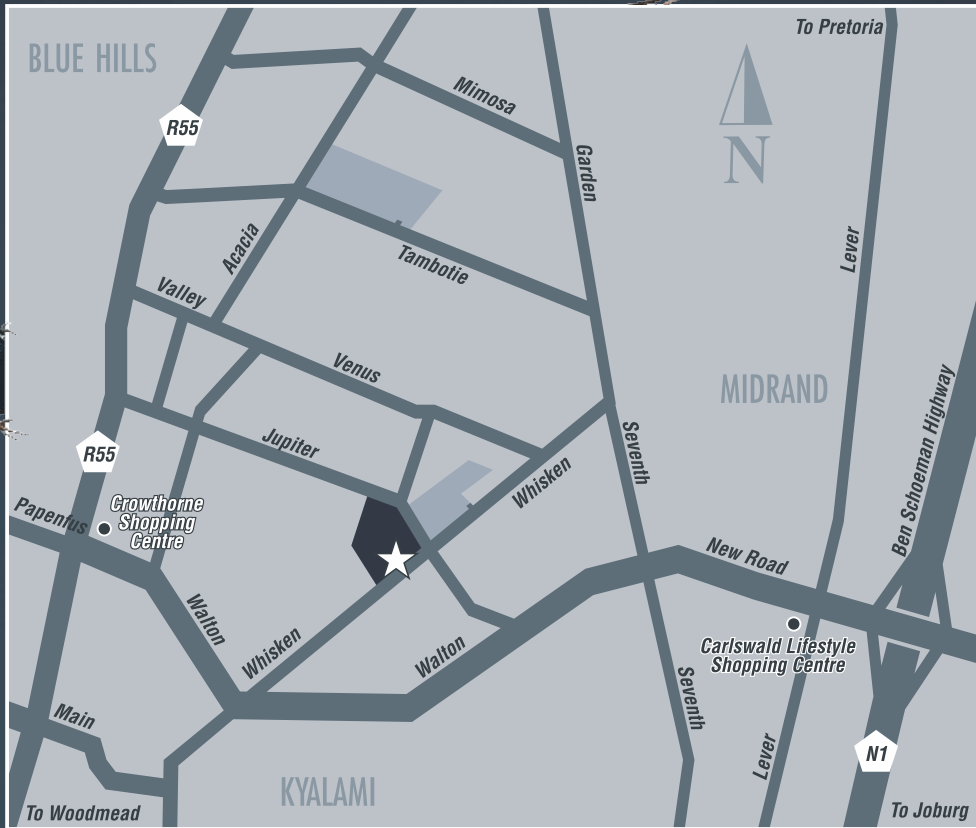 To Pretoria
BLUE HILLS
Mimosa
R55
N
Garden
Acacia
Tambotie
Lever
Valley
Venus
MIDRAND
Ben Schoeman Highway
Jupiter
Seventh
R55
Whisken
Crowthorne
Shopping
Centre
Papenfus
New Road
Walton
Whisken
Walton
Carlswald Lifestyle
Shopping Centre
Seventh
Main
Lever
N1
KYALAMI
To Woodmead
To Joburg